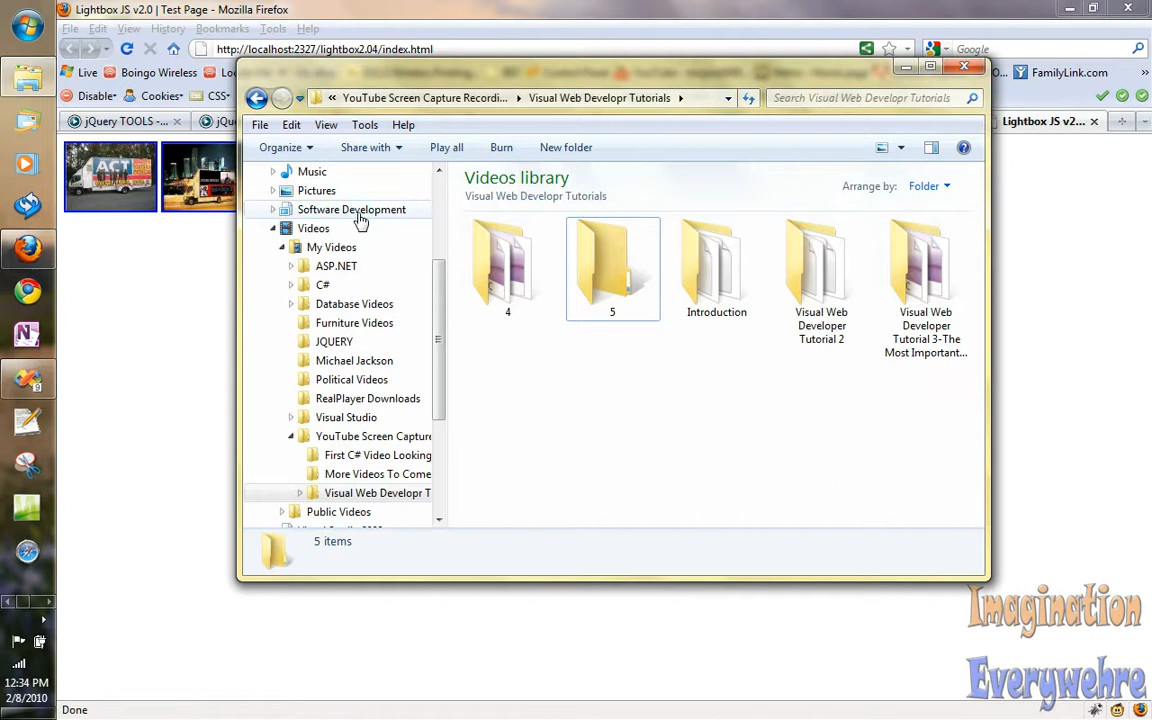 Lightbox JS v2.0 | Test Page - Mozilla Firefox
File Edit View History Bookmarks Tools Help
http://localhost:2327/lightbox2.04/index.html
Google
Live Boingo Wireless
FamilyLink.com
Disable Cookies CSS
jQuery TOOLS -...
Lightbox JS v2...
YouTube Screen Capture Recordi... Visual Web Developr Tutorials
Search Visual Web Developr Tutorials
File Edit View Tools Help
Organize Share with Play all Burn New folder
Music
Pictures
Software Development
Videos
My Videos
ASP.NET
C#
Database Videos
Furniture Videos
JQUERY
Michael Jackson
Political Videos
RealPlayer Downloads
Visual Studio
YouTube Screen Capture
First C# Video Looking
More Videos To Come
Visual Web Developr T
Public Videos
Videos library
Visual Web Developr Tutorials
Arrange by: Folder
4
5
Introduction
Visual Web
Developer
Tutorial 2
Visual Web
Developer
Tutorial 3-The
Most Important...
5 items
ACT
12:34 PM
2/8/2010
Done
Imagination
Everywehre